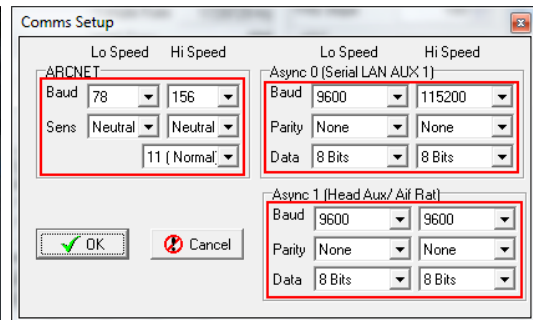 Comms Setup
Lo Speed Hi Speed
ARCNET
Baud 78 156
Sens Neutral Neutral
11 ( Normal)
Lo Speed Hi Speed
Async 0 (Serial LAN AUX 1)
Baud 9600 115200
Parity None None
Data 8 Bits 8 Bits
Async 1 (Head Aux/ Aif Rat)
Baud 9600 9600
Parity None None
Data 8 Bits 8 Bits
OK Cancel